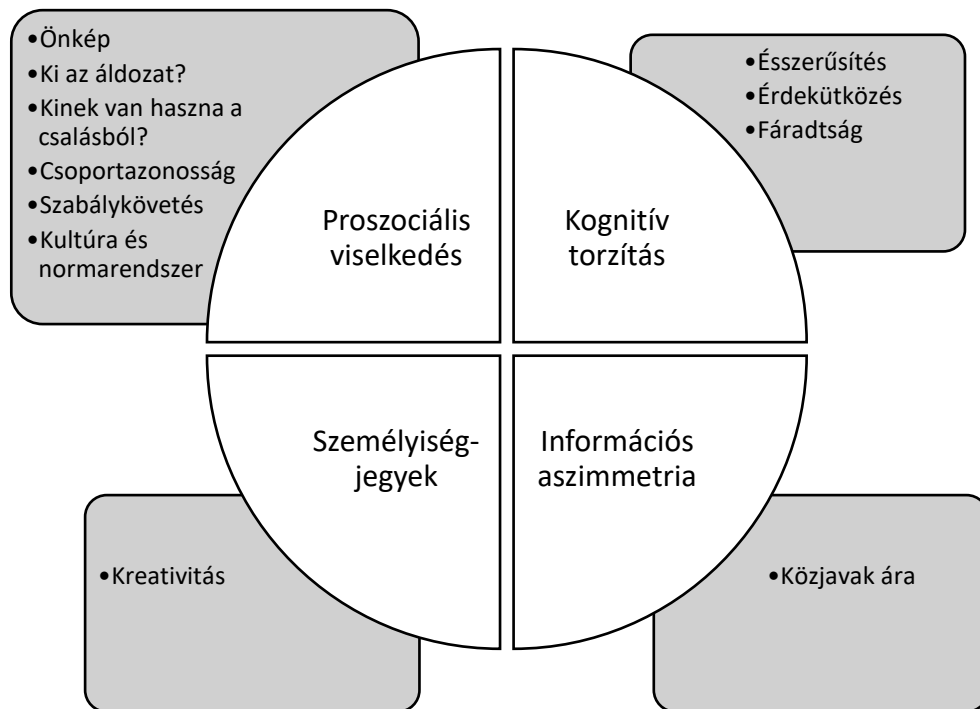 •Önkép
•Ki az áldozat?
•Kinek van haszna a
csalásból?
•Csoportazonosság
•Szabálykövetés
•Kultúra és
normarendszer
•Ésszerűsítés
•Érdekütközés
•Fáradtság
Proszociális
viselkedés
Kognitív
torzítás
Személyiség-
jegyek
Információs
aszimmetria
•Kreativitás
•Közjavak ára